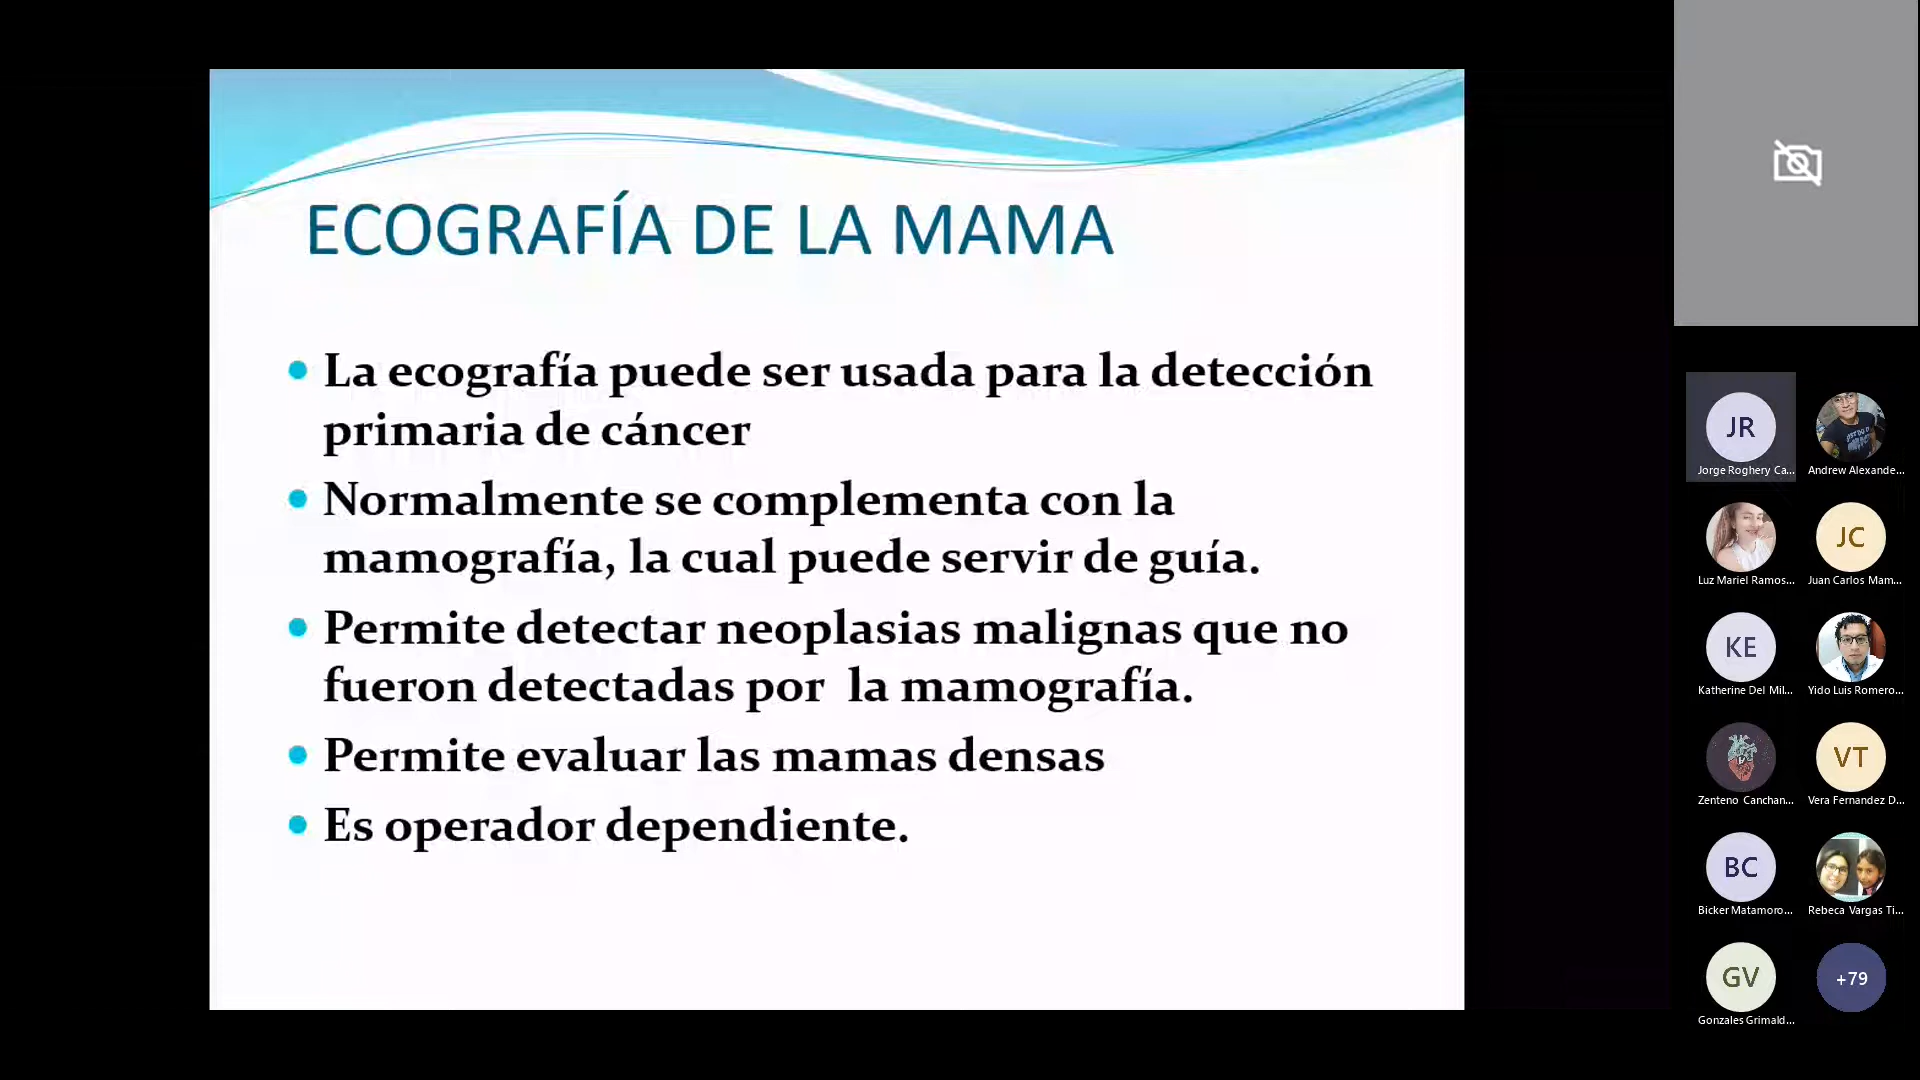 ECOGRAFÍA DE LA MAMA
La ecografía puede ser usada para la detección
primaria de cáncer
Normalmente se complementa con la
mamografía, la cual puede servir de guía.
Permite detectar neoplasias malignas que no
fueron detectadas por la mamografía.
Permite evaluar las mamas densas
Es operador dependiente.
JR
Jorge Roghery Ca...
Andrew Alexande...
Luz Mariel Ramos...
JC
Juan Carlos Mam...
KE
Katherine Del Mil...
Yido Luis Romero...
Zenteno Canchan...
VT
Vera Fernandez D...
BC
Bicker Matamoro...
Rebeca Vargas Ti...
GV
Gonzales Grimald...
+79